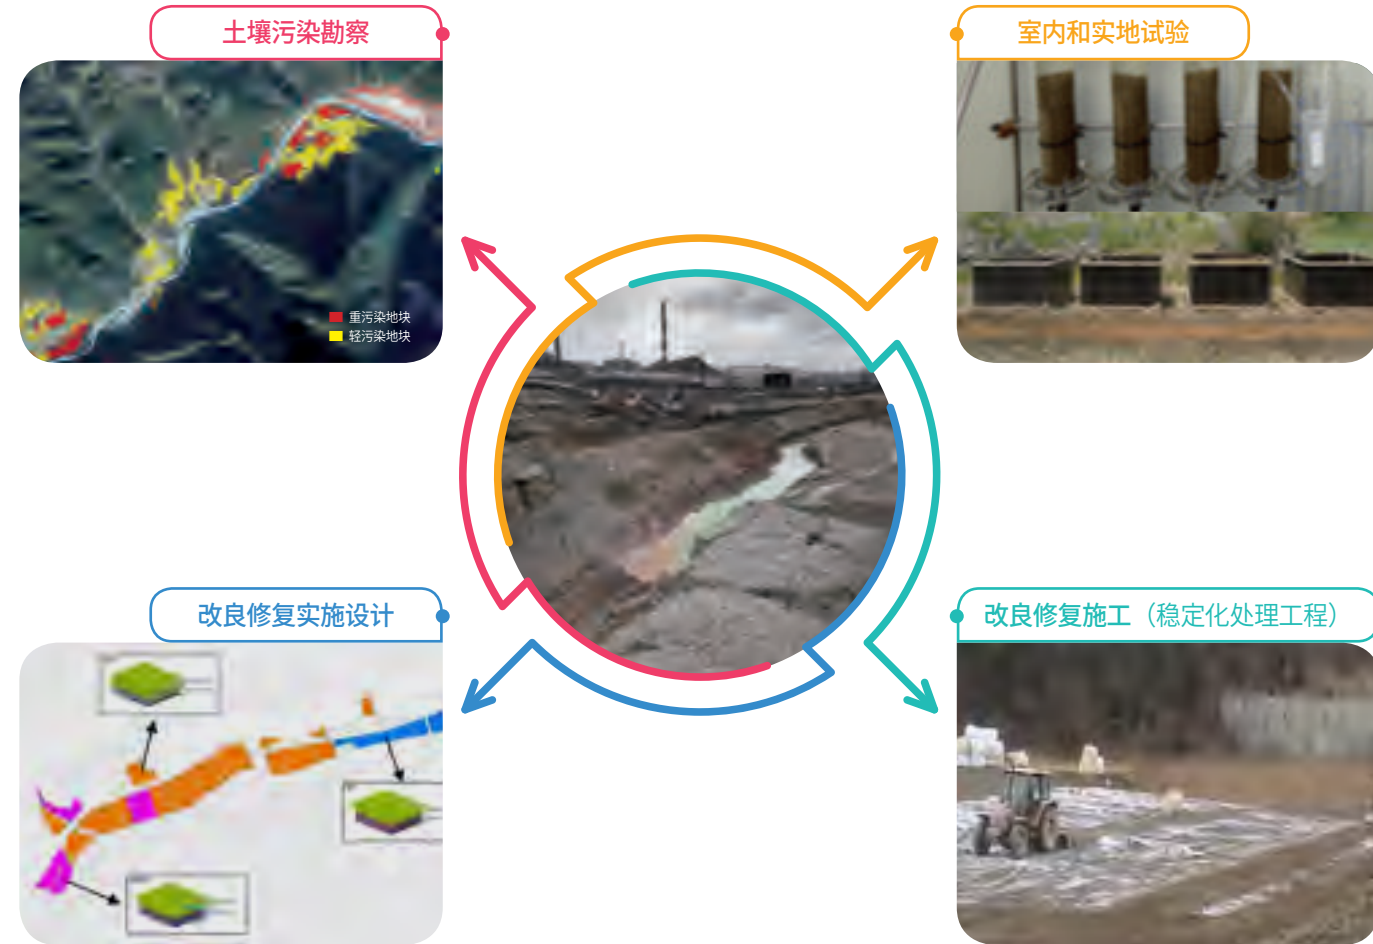 土壤污染勘察
室内和实地试验
重污染地块
轻污染地块
改良修复实施设计
改良修复施工（稳定化处理工程）